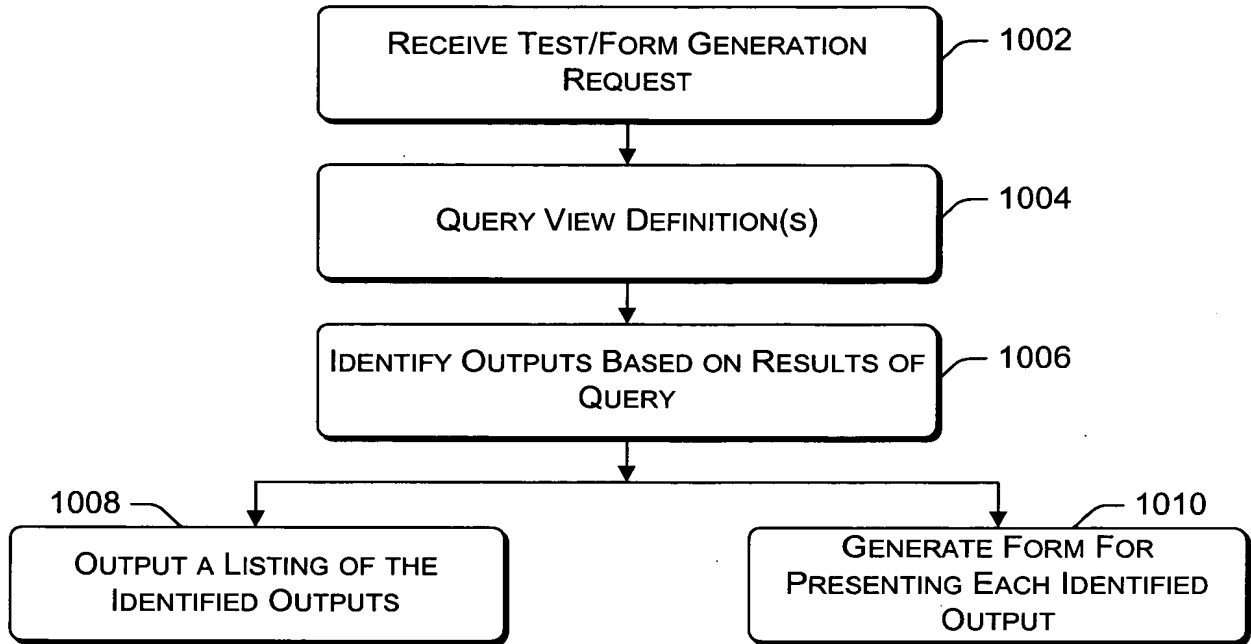 RECEIVE TEST/FORM GENERATION
REQUEST
1002
QUERY VIEW DEFINITION(S)
1004
IDENTIFY OUTPUTS BASED ON RESULTS OF
QUERY
1006
1008
OUTPUT A LISTING OF THE
IDENTIFIED OUTPUTS
1010
GENERATE FORM FOR
PRESENTING EACH IDENTIFIED
OUTPUT